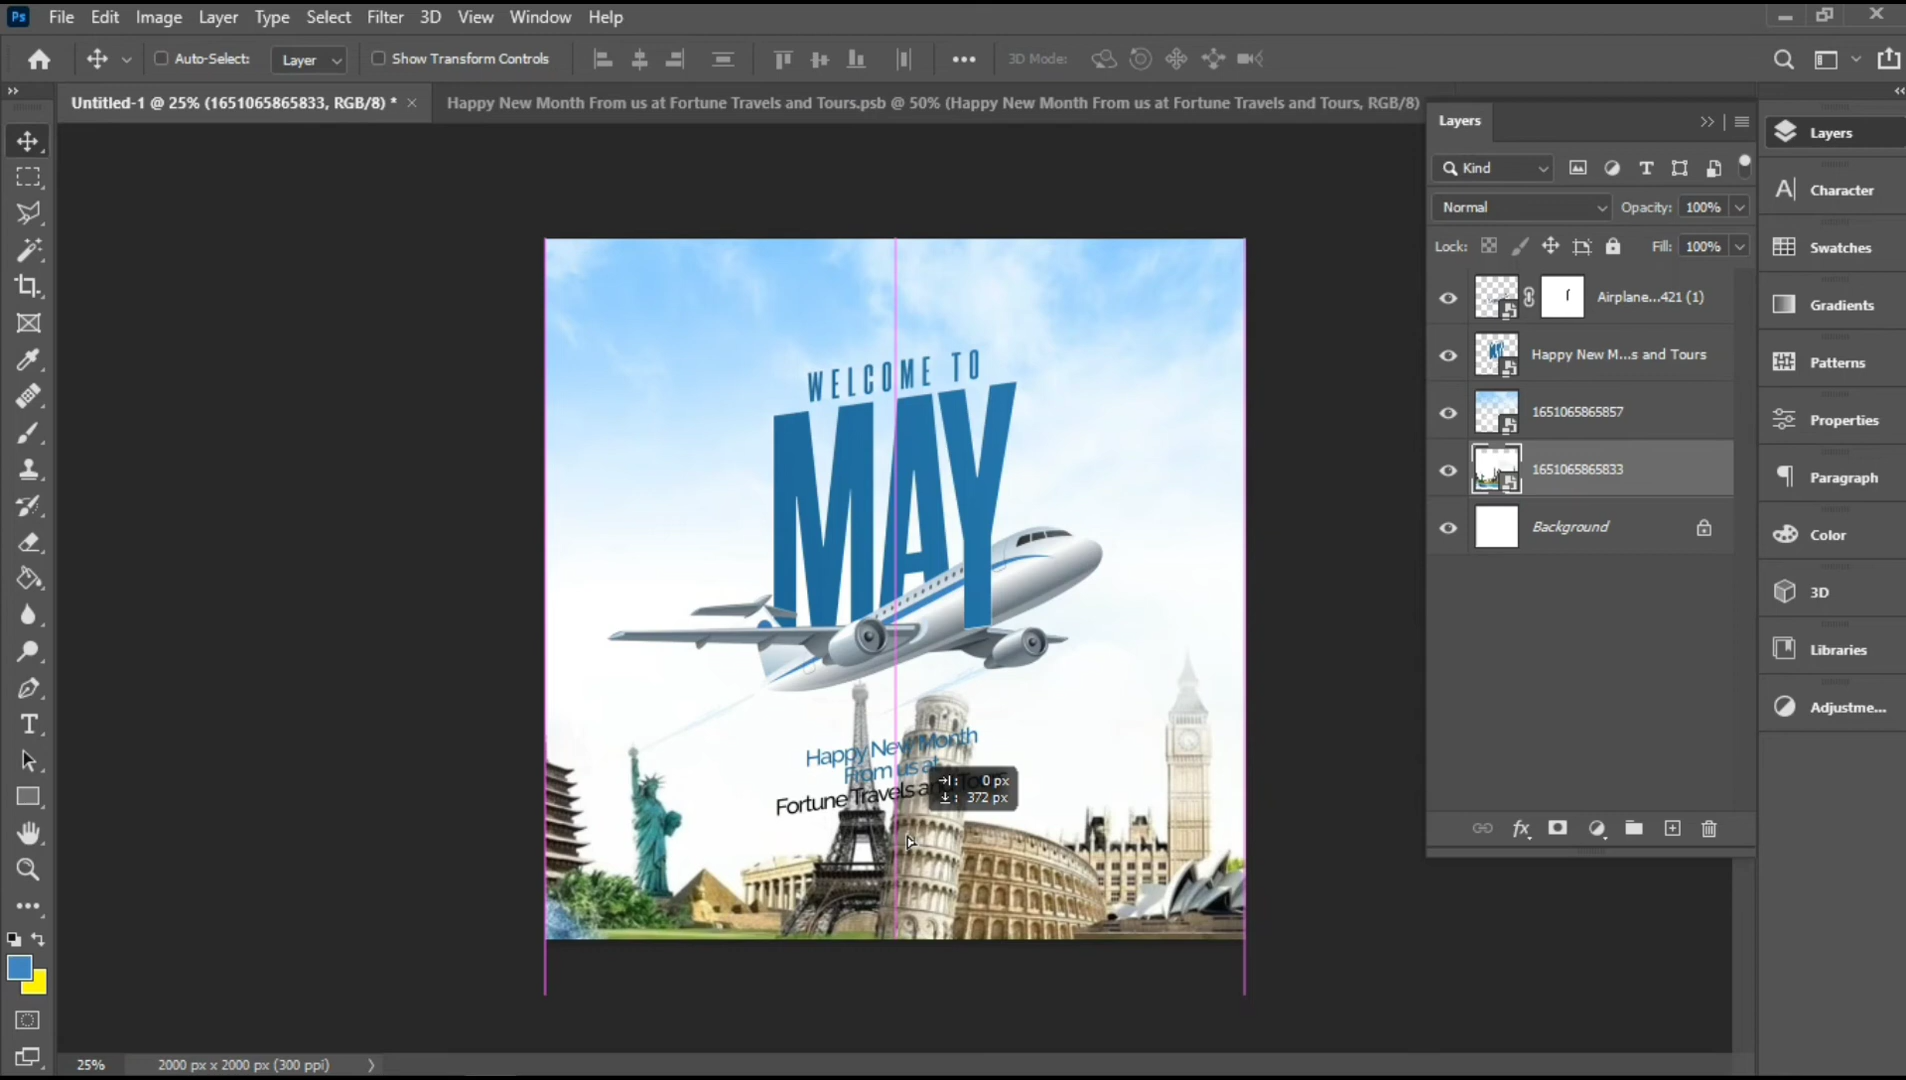 Ps File Edit Image Layer Type Select Filter 3D View Window Help
Auto-Select: Layer Show Transform Controls 3D Mode:
Untitled-1 @ 25% (1651065865833, RGB/8) * × Happy New Month From us at Fortune Travels and Tours.psb @ 50% (Happy New Month From us at Fortune Travels and Tours, RGB/8)
Layers
Kind
Normal Opacity: 100%
Lock: Fill: 100%
Airplane...421 (1)
Happy New M...s and Tours
1651065865857
1651065865833
Background
Layers
Character
Swatches
Gradients
Patterns
Properties
Paragraph
Color
3D
Libraries
Adjustme...
WELCOME TO
MAY
Happy New Month
From us at
Fortune Travels and Tours
0 px
372 px
25% 2000 px x 2000 px (300 ppi)